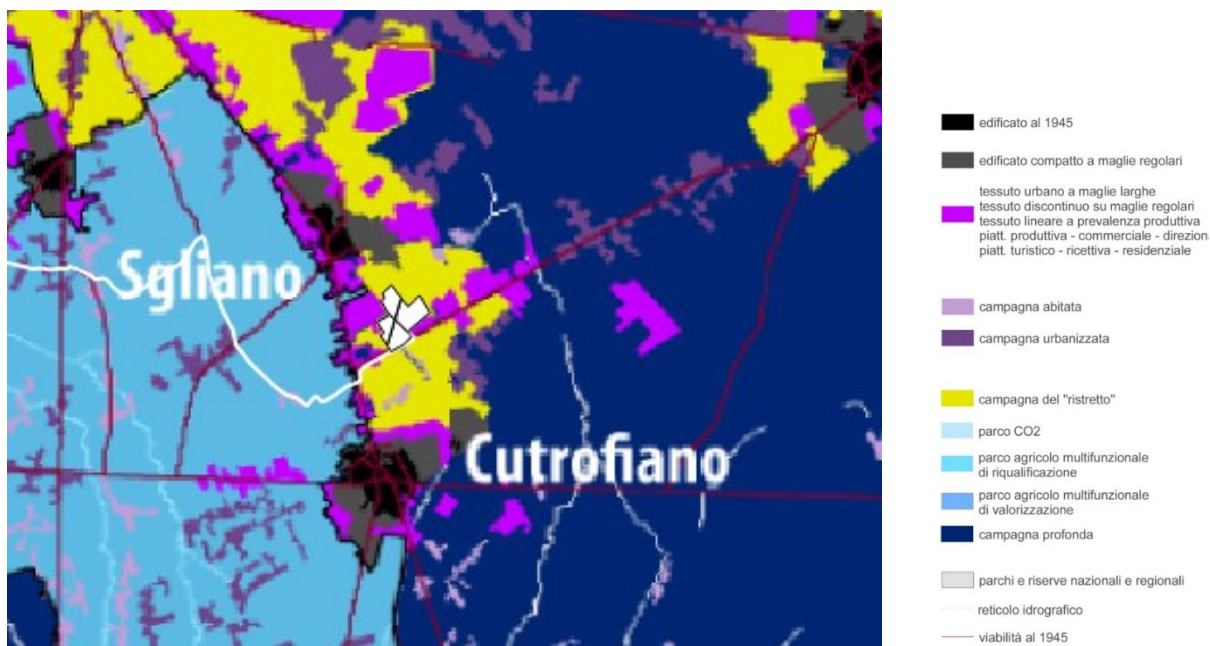 Sgliano
Cutrofiano
edificato al 1945
edificato compatto a maglie regolari
tessuto urbano a maglie larghe
tessuto discontinuo su maglie regolari
tessuto lineare a prevalenza produttiva
piatt. produttiva - commerciale - direziona
piatt. turistico - ricettiva - residenziale
campagna abitata
campagna urbanizzata
campagna del "ristretto"
parco CO2
parco agricolo multifunzionale
di riqualificazione
parco agricolo multifunzionale
di valorizzazione
campagna profonda
parchi e riserve nazionali e regionali
reticolo idrografico
viabilità al 1945